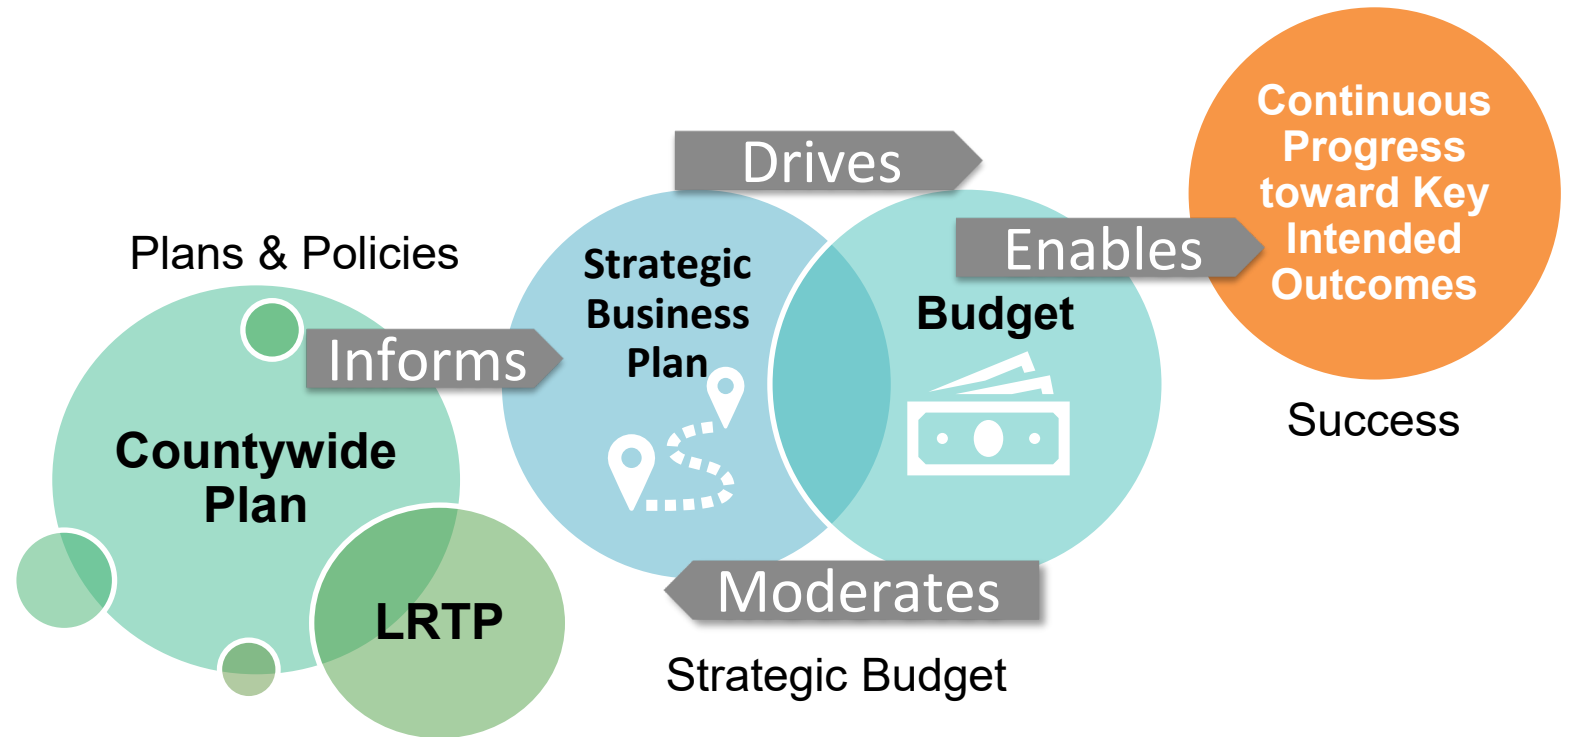 Plans & Policies
Informs
Countywide
Plan
LRTP
Drives
Strategic
Business
Plan
Budget
Enables
Moderates
Strategic Budget
Continuous
Progress
toward Key
Intended
Outcomes
Success